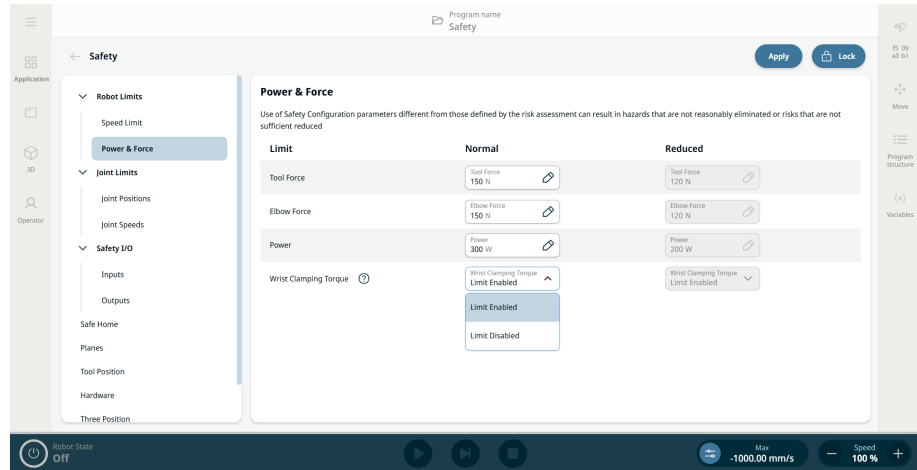 Program name
Safety
f5 09
a0 b1
Safety
Apply
Lock
Application
3D
Operator
Move
Program
structure
{x}
Variables
Robot Limits
Speed Limit
Power & Force
Joint Limits
Joint Positions
Joint Speeds
Safety I/O
Inputs
Outputs
Safe Home
Planes
Tool Position
Hardware
Three Position
Power & Force
Use of Safety Configuration parameters different from those defined by the risk assessment can result in hazards that are not reasonably eliminated or risks that are not
sufficient reduced
Limit Normal Reduced
Tool Force
Tool Force
150 N
Tool Force
120 N
Elbow Force
Elbow Force
150 N
Elbow Force
120 N
Power
Power
300 W
Power
200 W
Wrist Clamping Torque ?
Wrist Clamping Torque
Limit Enabled
Wrist Clamping Torque
Limit Enabled
Limit Enabled
Limit Disabled
Robot State
Off
Max
-1000.00 mm/s
Speed
− 100 % +